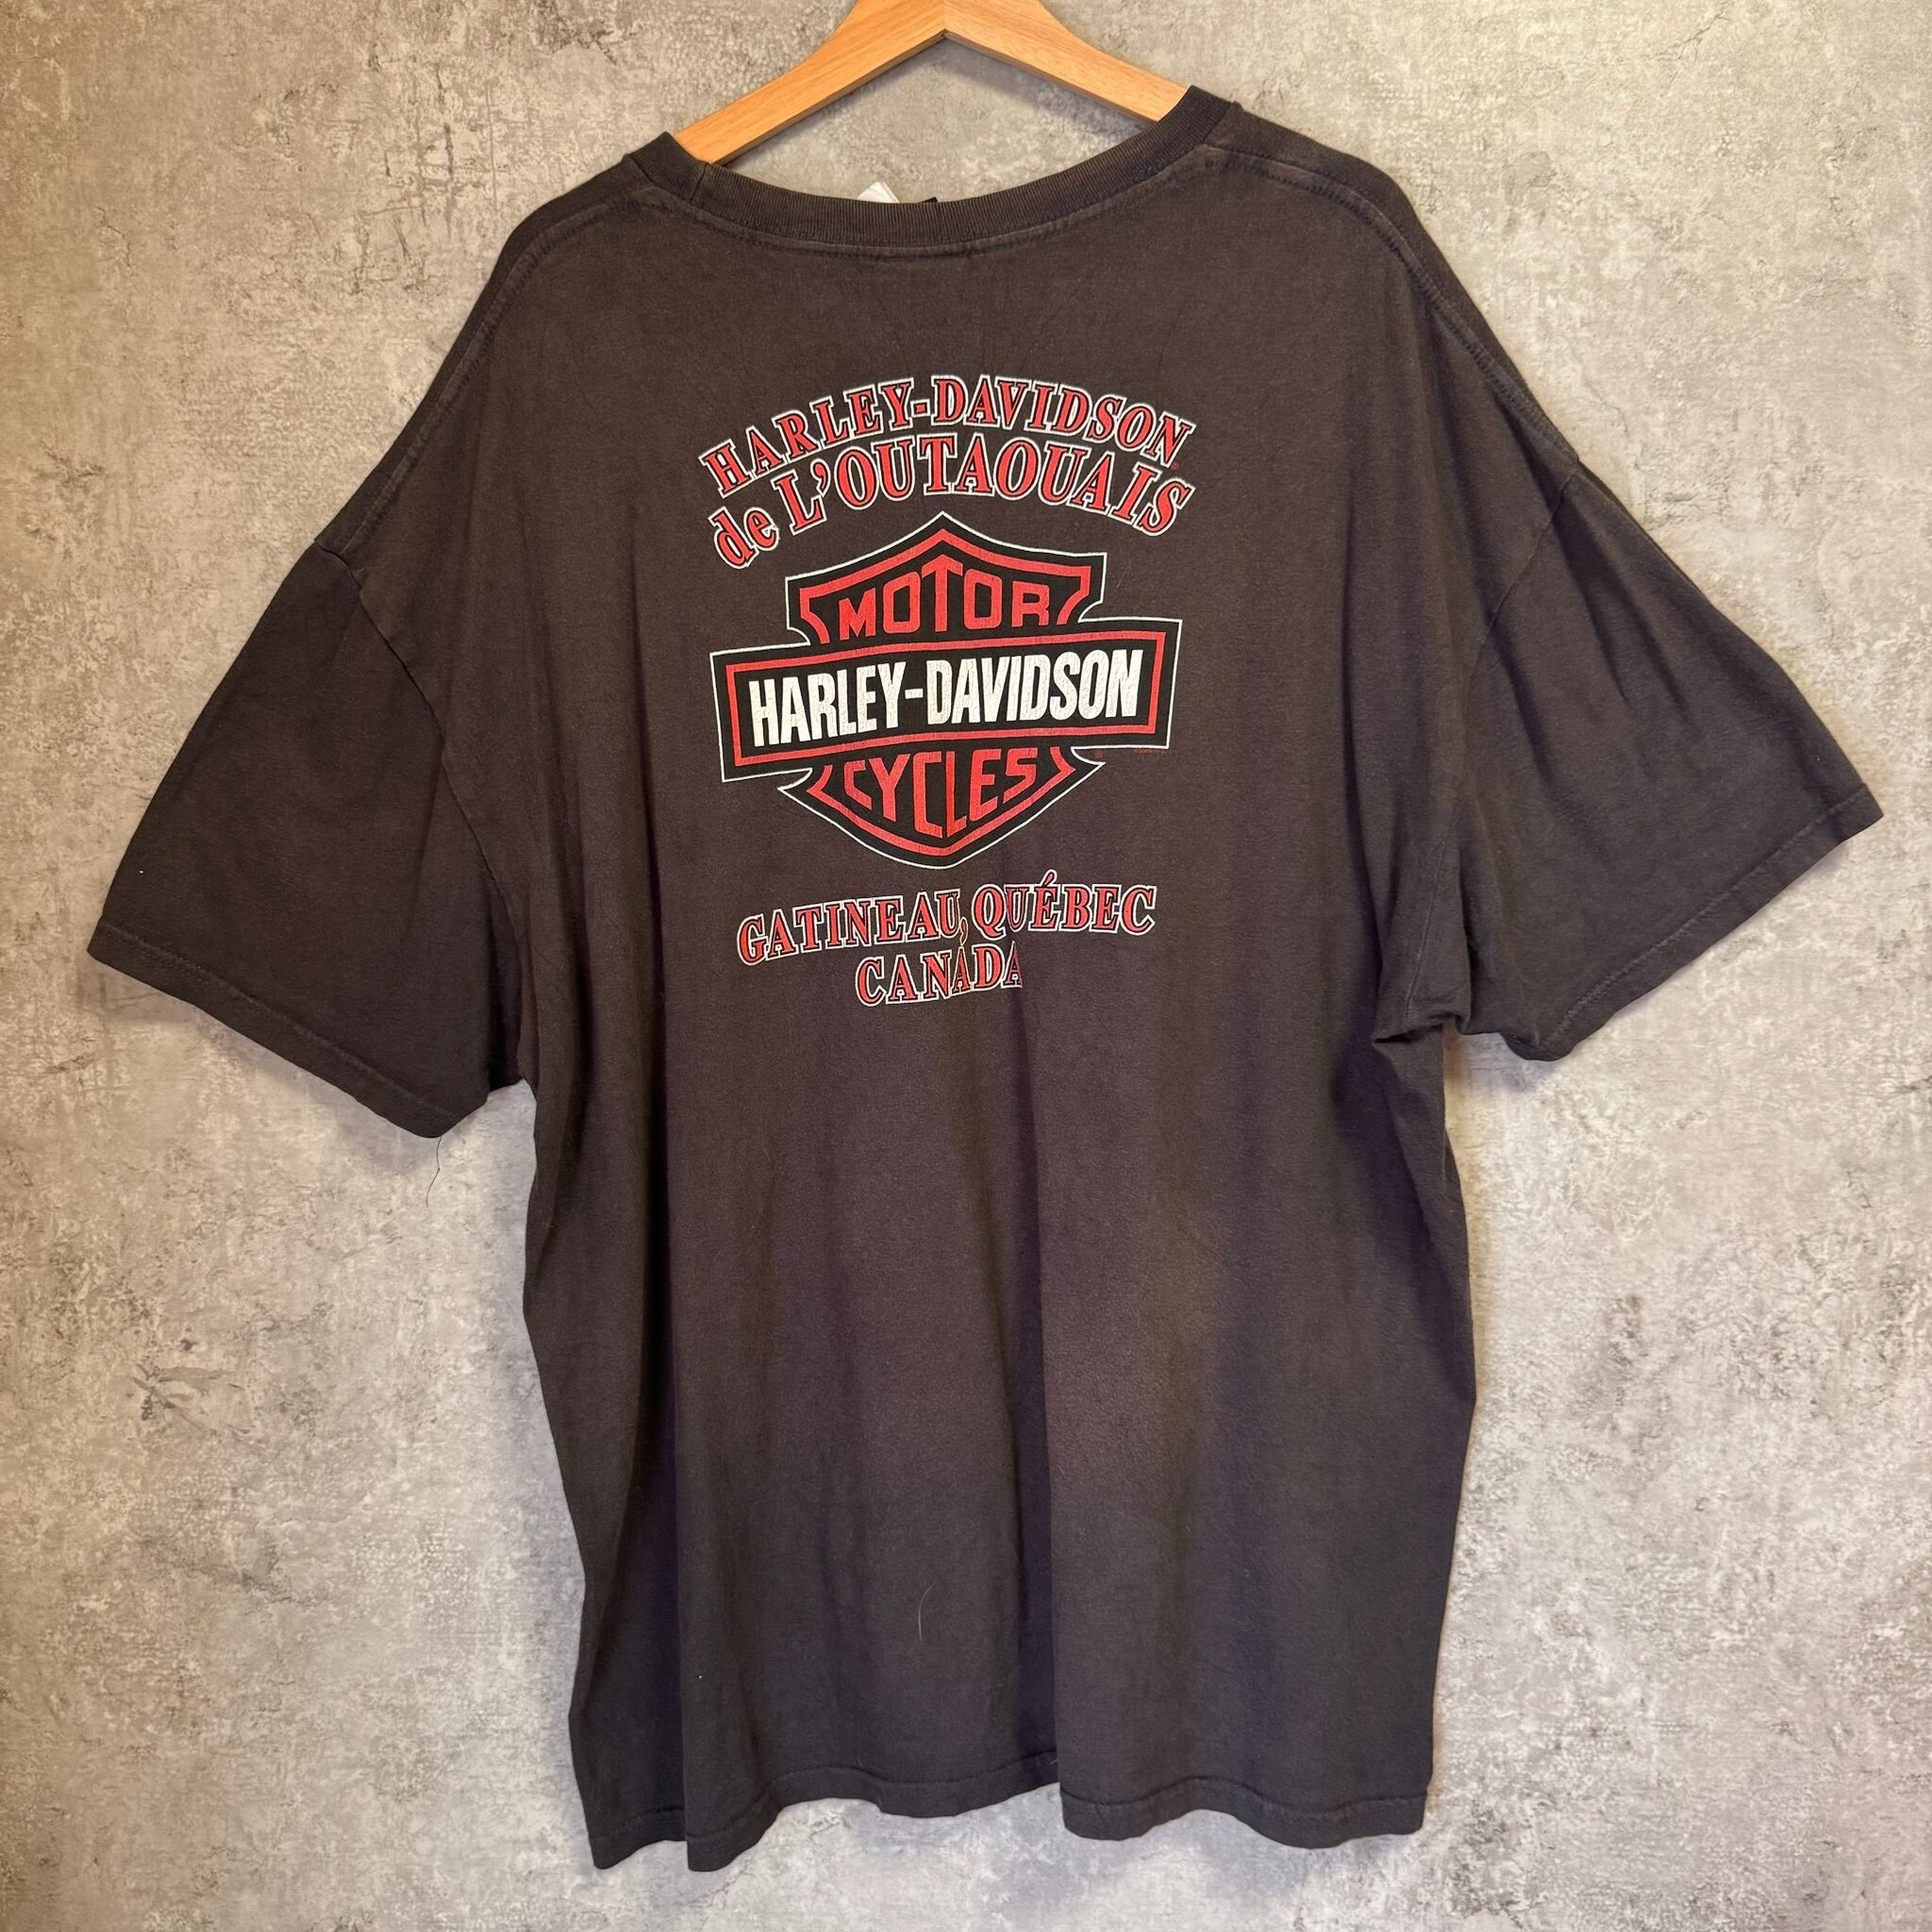 HARLEY-DAVIDSON
de L'OUTAOUAIS
MOTOR
HARLEY-DAVIDSON
CYCLES
GATINEAU, QUÉBEC
CANADA